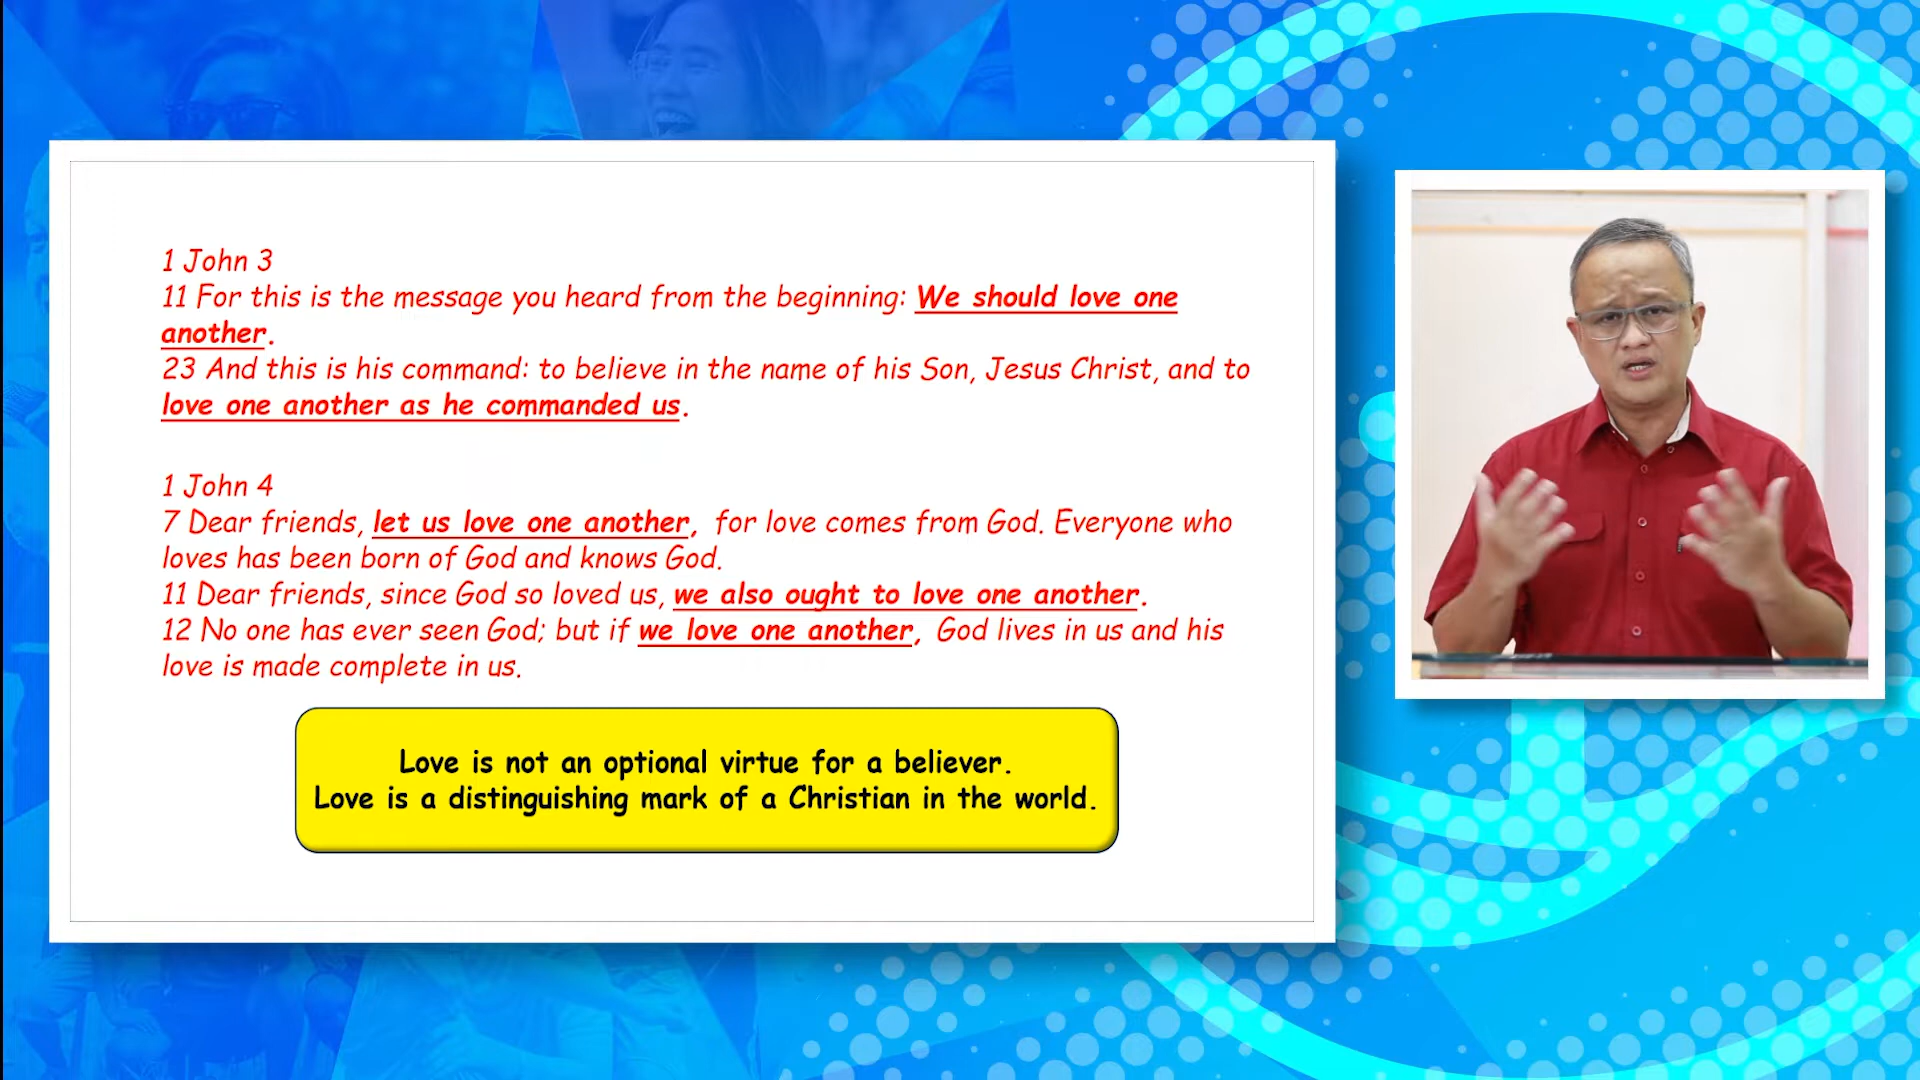 1 John 3
11 For this is the message you heard from the beginning: We should love one
another.
23 And this is his command: to believe in the name of his Son, Jesus Christ, and to
love one another as he commanded us.
1 John 4
7 Dear friends, let us love one another, for love comes from God. Everyone who
loves has been born of God and knows God.
11 Dear friends, since God so loved us, we also ought to love one another.
12 No one has ever seen God; but if we love one another, God lives in us and his
love is made complete in us.
Love is not an optional virtue for a believer.
Love is a distinguishing mark of a Christian in the world.